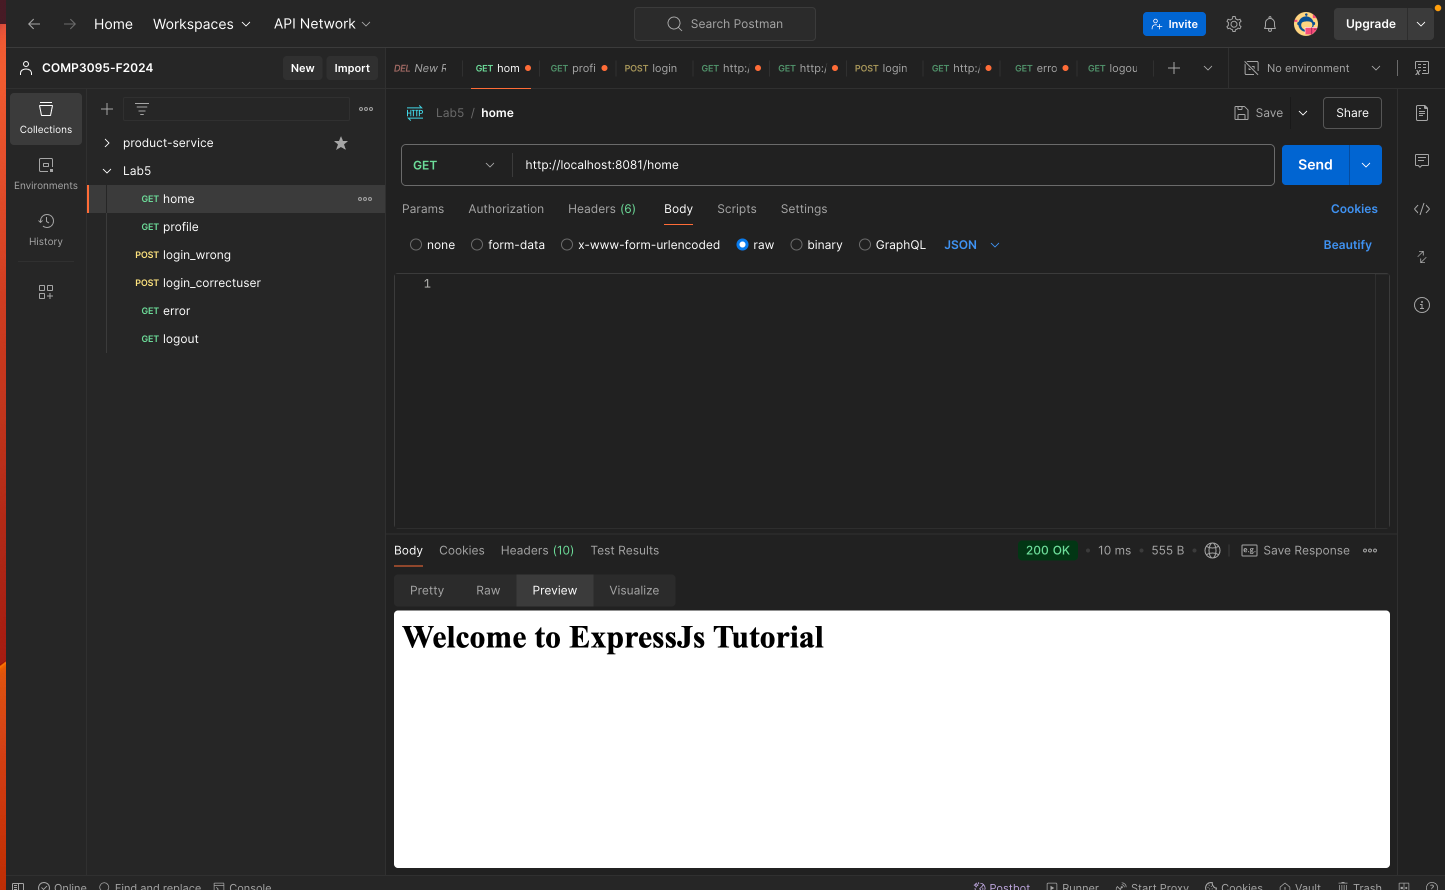 Home Workspaces API Network Search Postman Invite Upgrade
COMP3095-F2024 New Import
DEL New R GET hom GET profi POST login GET http:/ GET http:/ POST login GET http:/ GET erro GET logou No environment
Collections
Environments
History
product-service
Lab5
GET home
GET profile
POST login_wrong
POST login_correctuser
GET error
GET logout
HTTP Lab5 / home Save Share
GET http://localhost:8081/home Send
Params Authorization Headers (6) Body Scripts Settings Cookies
none form-data x-www-form-urlencoded raw binary GraphQL JSON Beautify
1
Body Cookies Headers (10) Test Results 200 OK 10 ms 555 B e.g. Save Response
Pretty Raw Preview Visualize
Welcome to ExpressJs Tutorial
Online Find and replace Console Postbot Runner Start Proxy Cookies Vault Trash